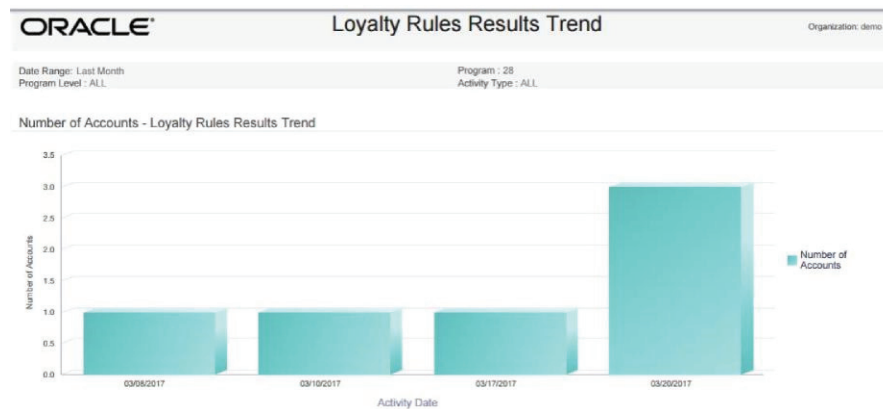 ORACLE®
Loyalty Rules Results Trend
Organization: demo
Date Range: Last Month
Program : 28
Program Level : ALL
Activity Type : ALL
Number of Accounts - Loyalty Rules Results Trend
3.5
3.0
2.5
2.0
1.5
1.0
0.5
0.0
Number of Accounts
03/08/2017
03/10/2017
03/17/2017
03/20/2017
Activity Date
Number of
Accounts